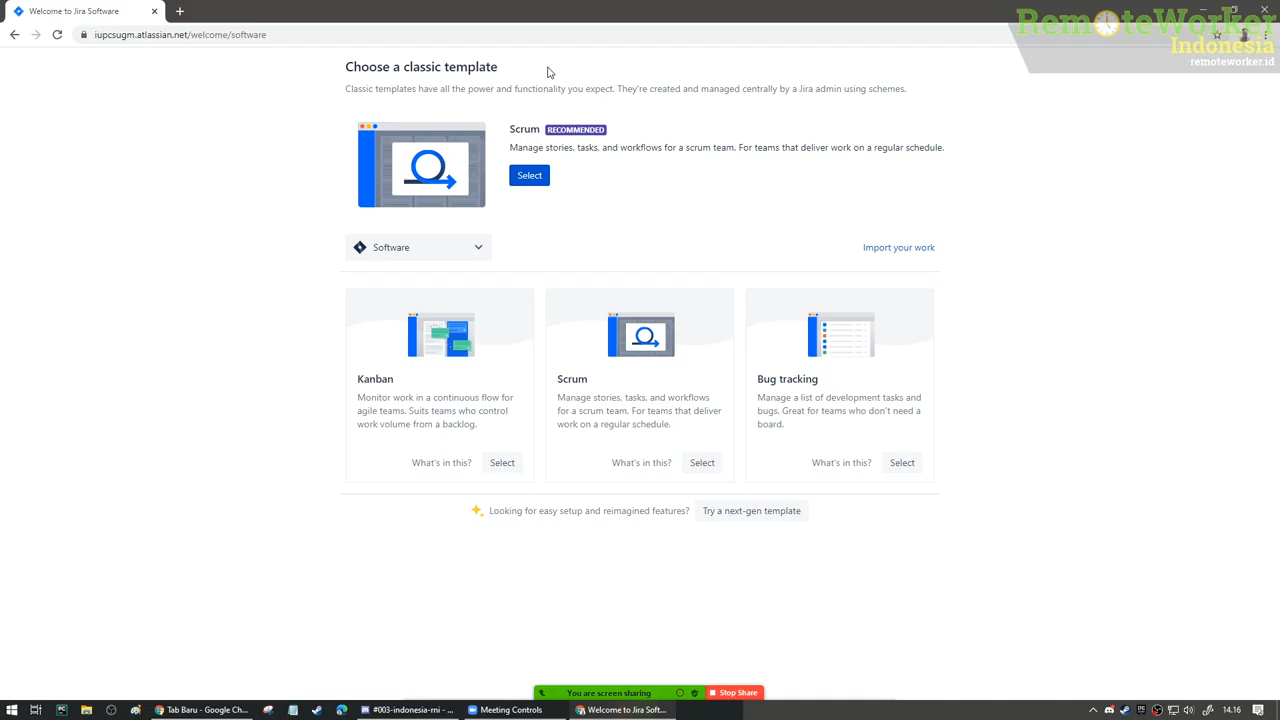 Welcome to Jira Software
iupcsugm.atlassian.net/welcome/software
RemoteWorker
Indonesia
remoteworker.id
Choose a classic template
Classic templates have all the power and functionality you expect. They're created and managed centrally by a Jira admin using schemes.
Scrum RECOMMENDED
Manage stories, tasks, and workflows for a scrum team. For teams that deliver work on a regular schedule.
Select
Software
Import your work
Kanban
Monitor work in a continuous flow for
agile teams. Suits teams who control
work volume from a backlog.
What's in this? Select
Scrum
Manage stories, tasks, and workflows
for a scrum team. For teams that deliver
work on a regular schedule.
What's in this? Select
Bug tracking
Manage a list of development tasks and
bugs. Great for teams who don't need a
board.
What's in this? Select
Looking for easy setup and reimagined features? Try a next-gen template
You are screen sharing Stop Share
Tab Baru - Google Ch...
#003-indonesia-rni - ...
Meeting Controls
Welcome to Jira Soft...
14.16